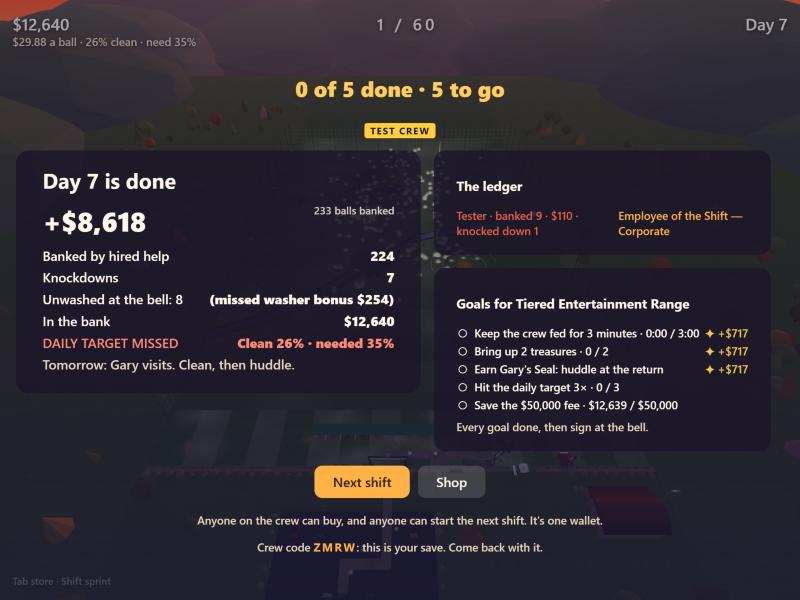 $12,640
$29.88 a ball · 26% clean · need 35%
1 / 60
Day 7
0 of 5 done · 5 to go
TEST CREW
Day 7 is done
+$8,618
233 balls banked
Banked by hired help 224
Knockdowns 7
Unwashed at the bell: 8 (missed washer bonus $254)
In the bank $12,640
DAILY TARGET MISSED Clean 26% · needed 35%
Tomorrow: Gary visits. Clean, then huddle.
The ledger
Tester · banked 9 · $110 ·
knocked down 1
Employee of the Shift —
Corporate
Goals for Tiered Entertainment Range
Keep the crew fed for 3 minutes · 0:00 / 3:00 ✦ +$717
Bring up 2 treasures · 0 / 2 ✦ +$717
Earn Gary's Seal: huddle at the return ✦ +$717
Hit the daily target 3× · 0 / 3
Save the $50,000 fee · $12,639 / $50,000
Every goal done, then sign at the bell.
Next shift
Shop
Anyone on the crew can buy, and anyone can start the next shift. It's one wallet.
Crew code ZMRW: this is your save. Come back with it.
Tab store · Shift sprint